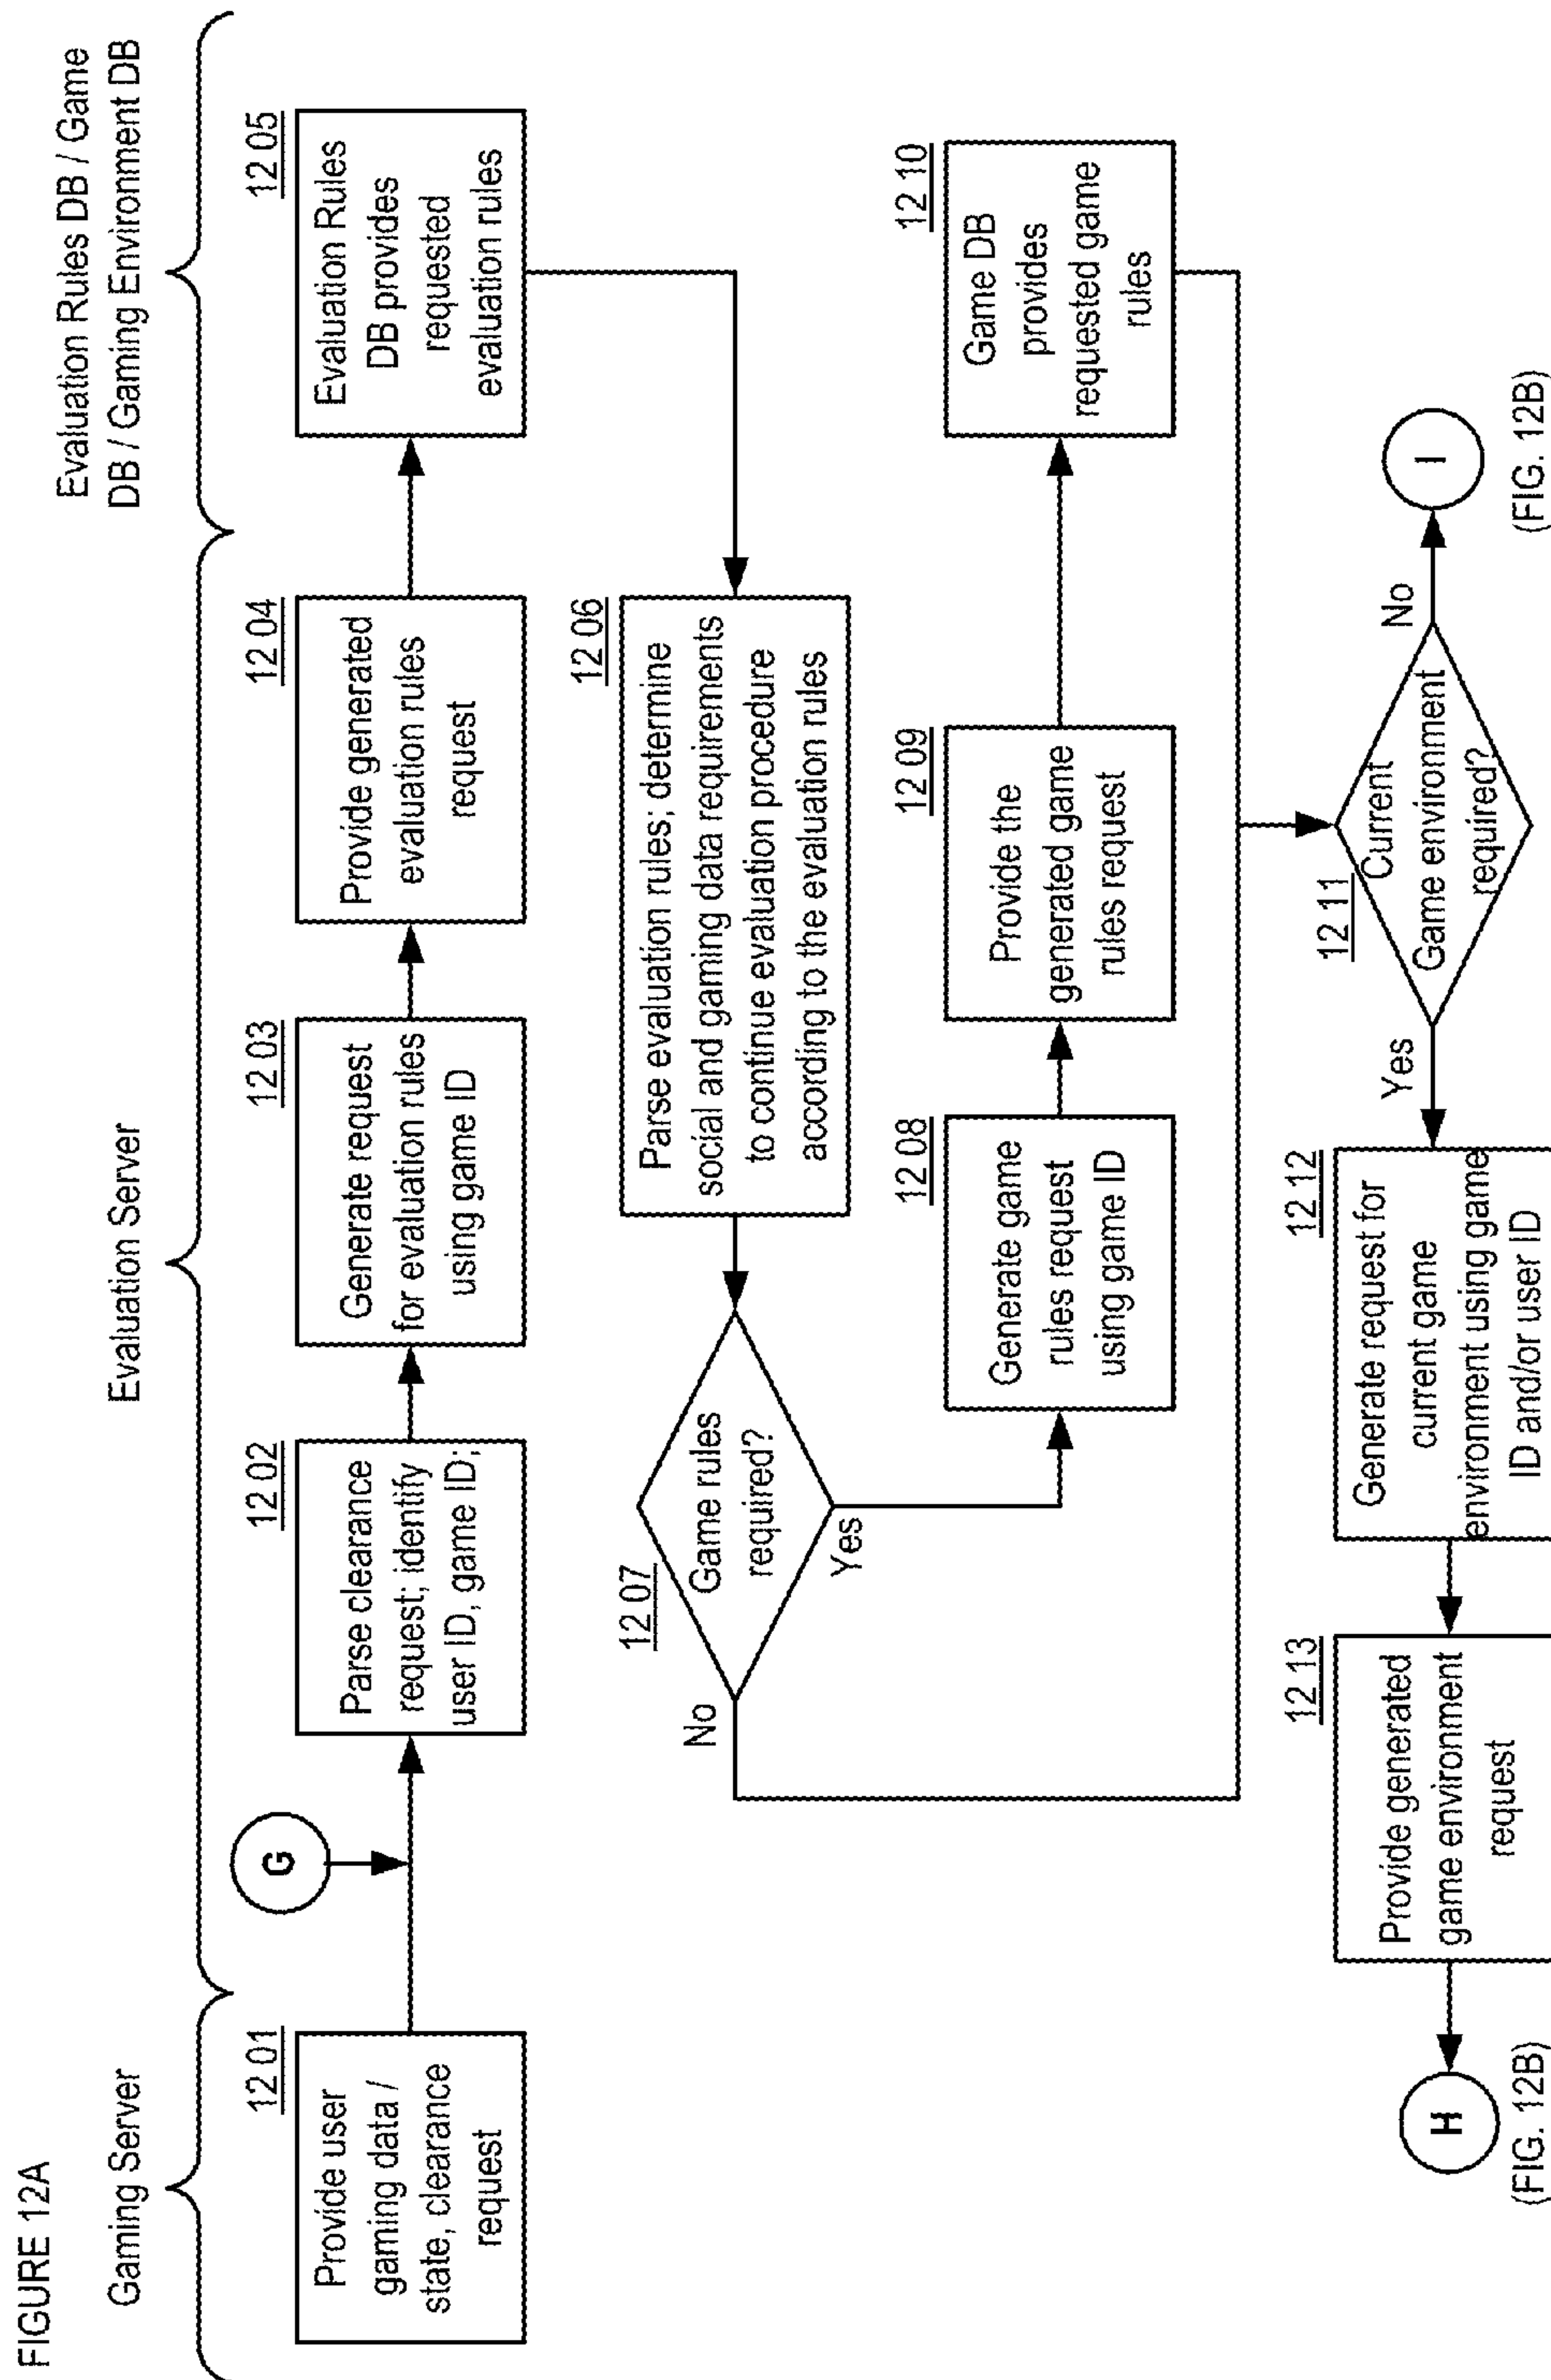 FIGURE 12A
Gaming Server
Evaluation Server
Evaluation Rules DB / Game
DB / Gaming Environment DB
12 01
Provide user
gaming data /
state, clearance
request
G
12 02
Parse clearance
request; identify
user ID, game ID;
12 03
Generate request
for evaluation rules
using game ID
12 04
Provide generated
evaluation rules
request
12 05
Evaluation Rules
DB provides
requested
evaluation rules
12 06
Parse evaluation rules; determine
social and gaming data requirements
to continue evaluation procedure
according to the evaluation rules
12 07
Game rules
required?
No
Yes
12 08
Generate game
rules request
using game ID
12 09
Provide the
generated game
rules request
12 10
Game DB
provides
requested game
rules
12 11
Current
Game environment
required?
Yes
No
I
(FIG. 12B)
12 12
Generate request for
current game
environment using game
ID and/or user ID
12 13
Provide generated
game environment
request
H
(FIG. 12B)